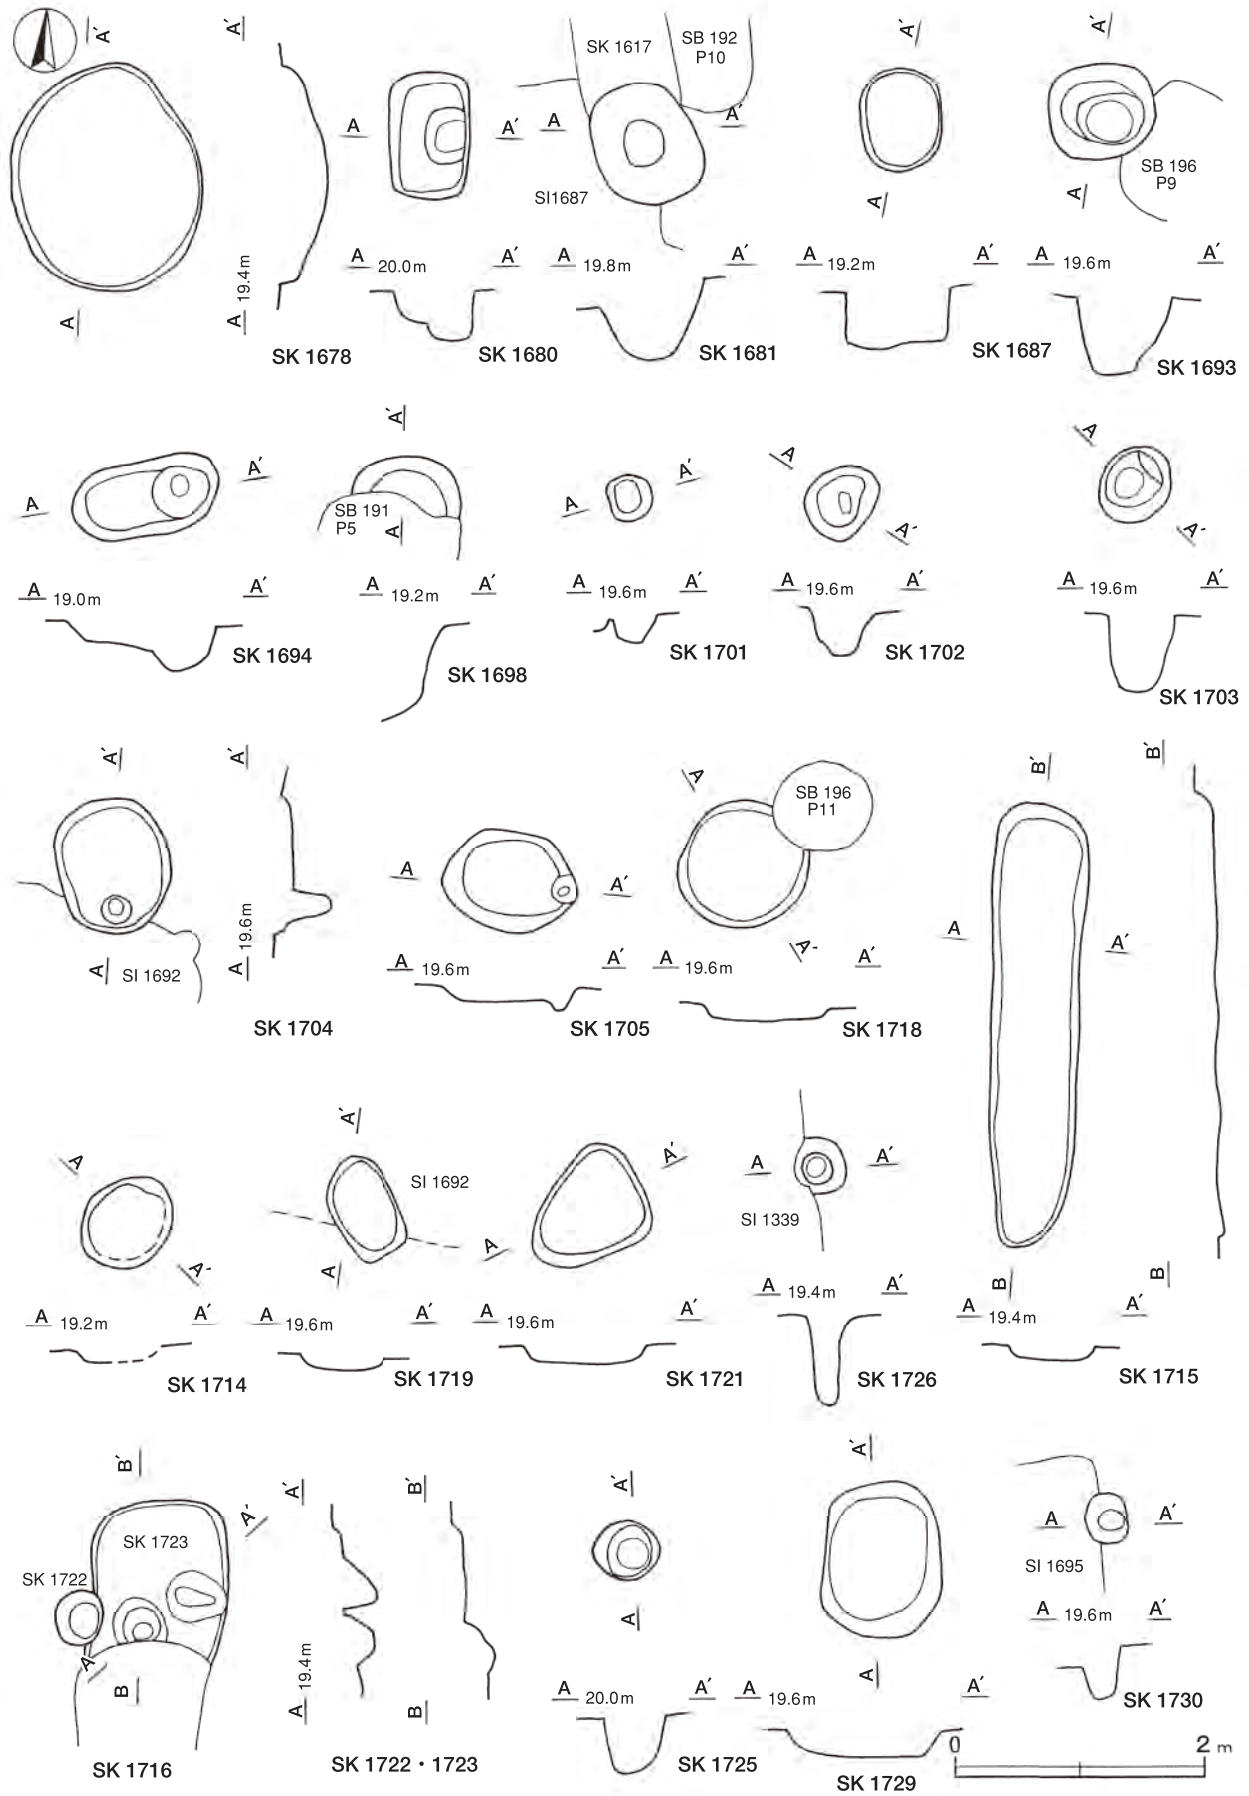 A′
A
A′
A 19.4m
SK 1678
A
A′
A 20.0m
A′
SK 1680
SK 1617
SB 192
P10
A
A′
SI1687
A 19.8m
A′
SK 1681
A′
A
A 19.2m
A′
SK 1687
A′
SB 196
P9
A
A 19.6m
A′
SK 1693
A
A′
A 19.0m
A′
SK 1694
A′
SB 191
P5
A
A 19.2m
A′
SK 1698
A
A′
A 19.6m
A′
SK 1701
A
A′
A 19.6m
A′
SK 1702
A
A′
A 19.6m
A′
SK 1703
A′
A
SI 1692
A′
A 19.6m
SK 1704
A
A′
A 19.6m
A′
SK 1705
A
SB 196
P11
A′
A 19.6m
A′
SK 1718
B′
A
A′
B
B′
B
A 19.4m
A′
SK 1715
A
A′
A 19.2m
A′
SK 1714
A′
SI 1692
A
A 19.6m
A′
SK 1719
A′
A
A 19.6m
A′
SK 1721
A
A′
SI 1339
A 19.4m
A′
SK 1726
B′
A′
SK 1723
SK 1722
A
B
SK 1716
A′
A 19.4m
B′
B
SK 1722・1723
A′
A
A 20.0m
A′
SK 1725
A′
A
A 19.6m
A′
SK 1729
A
A′
SI 1695
A 19.6m
A′
SK 1730
0 2 m